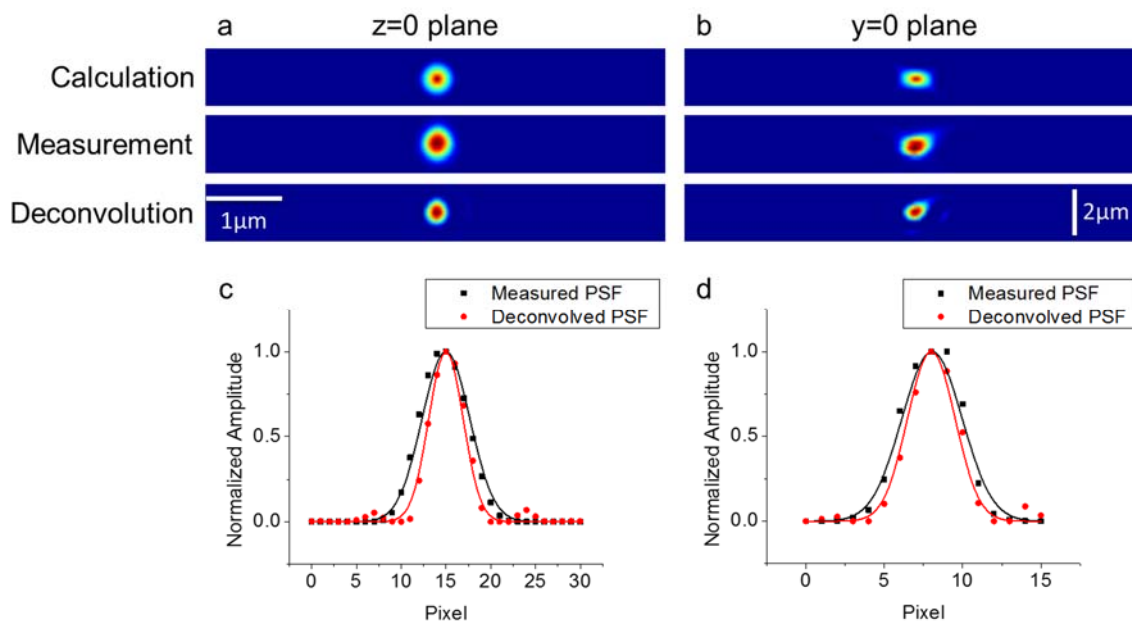 a z=0 plane b y=0 plane
Calculation
Measurement
Deconvolution
1µm
2µm
c
Measured PSF
Deconvolved PSF
1.0
0.5
0.0
Normalized Amplitude
0 5 10 15 20 25 30
Pixel
d
Measured PSF
Deconvolved PSF
1.0
0.5
0.0
Normalized Amplitude
0 5 10 15
Pixel